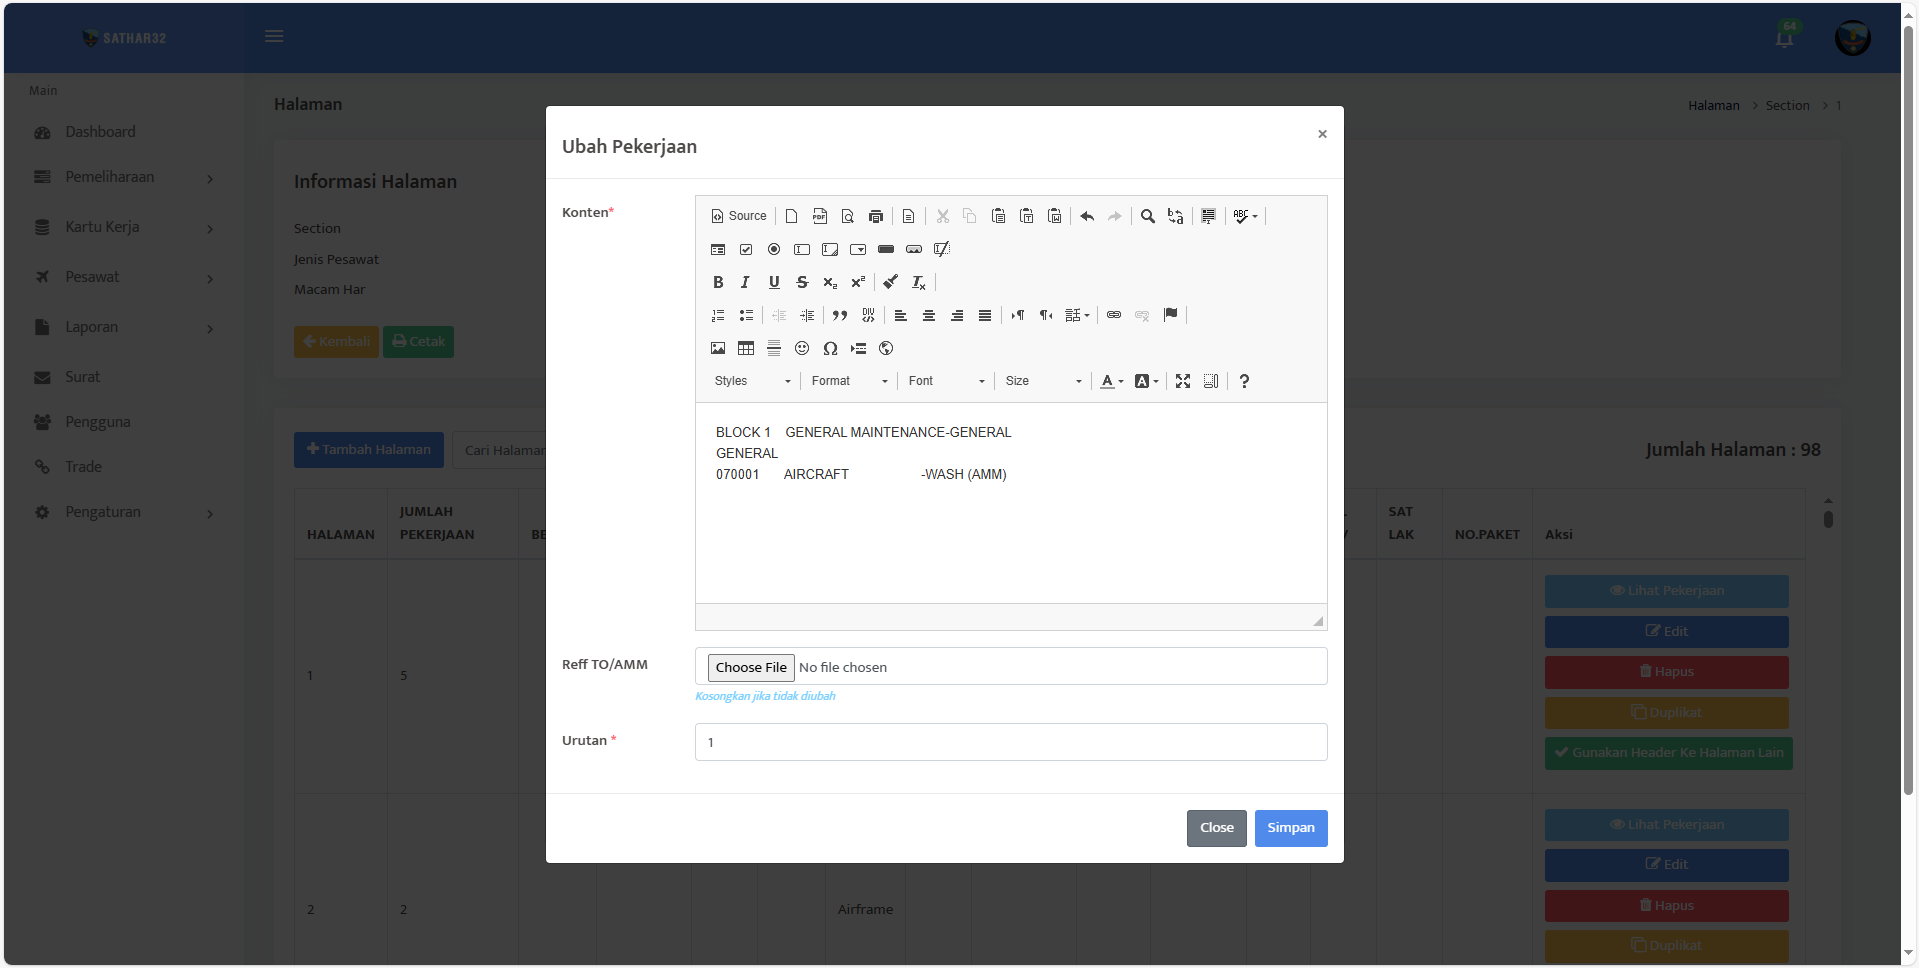 SATHAR32
64
Main
Dashboard
Pemeliharaan
Kartu Kerja
Pesawat
Laporan
Surat
Pengguna
Trade
Pengaturan
Halaman
Halaman > Section > 1
Informasi Halaman
Section
Jenis Pesawat
Macam Har
Kembali
Cetak
Tambah Halaman
Cari Halaman
Jumlah Halaman : 98
HALAMAN
JUMLAH PEKERJAAN
BE
SAT LAK
NO.PAKET
Aksi
1
5
Lihat Pekerjaan
Edit
Hapus
Duplikat
Gunakan Header Ke Halaman Lain
2
2
Airframe
Lihat Pekerjaan
Edit
Hapus
Duplikat
Ubah Pekerjaan
×
Konten*
Source
Styles
Format
Font
Size
BLOCK 1 GENERAL MAINTENANCE-GENERAL
GENERAL
070001 AIRCRAFT -WASH (AMM)
Reff TO/AMM
Choose File No file chosen
Kosongkan jika tidak diubah
Urutan *
1
Close
Simpan